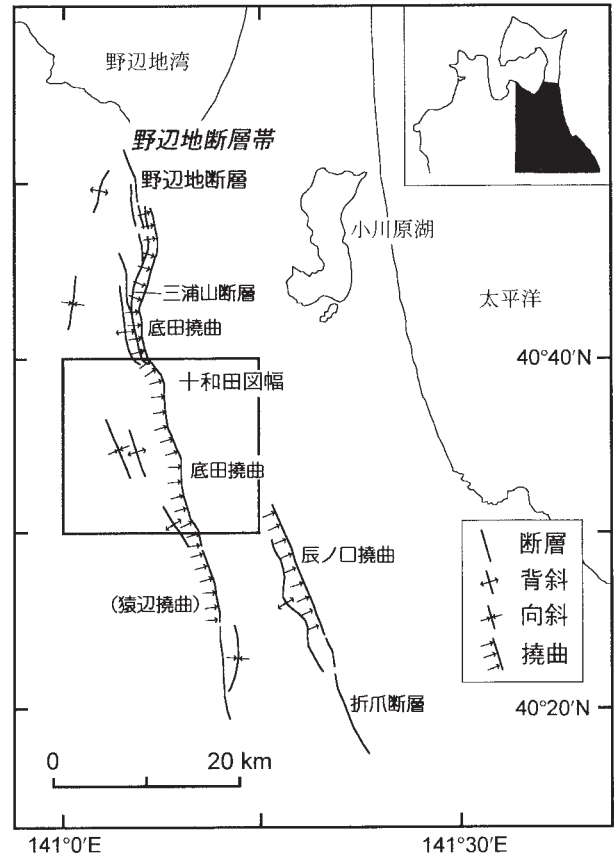 野辺地湾
野辺地断層帯
野辺地断層
小川原湖
三浦山断層
太平洋
底田撓曲
40°40′N
十和田図幅
底田撓曲
断層
辰ノ口撓曲
背斜
(猿辺撓曲)
向斜
撓曲
折爪断層
40°20′N
0 20 km
141°0′E 141°30′E